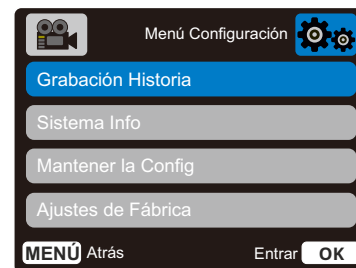 Menú Configuración
Grabación Historia
Sistema Info
Mantener la Config
Ajustes de Fábrica
MENÚ Atrás Entrar OK